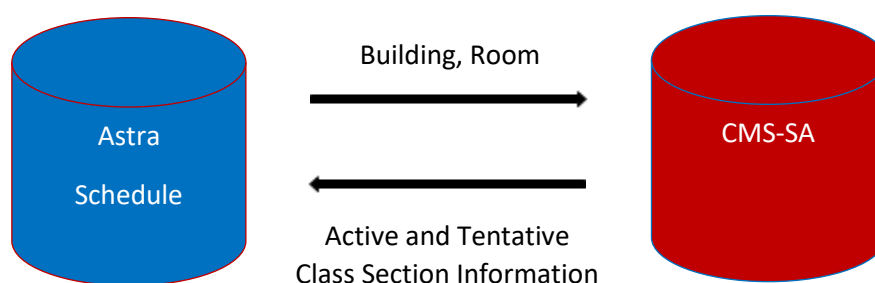 Building, Room
Astra
Schedule
CMS-SA
Active and Tentative
Class Section Information